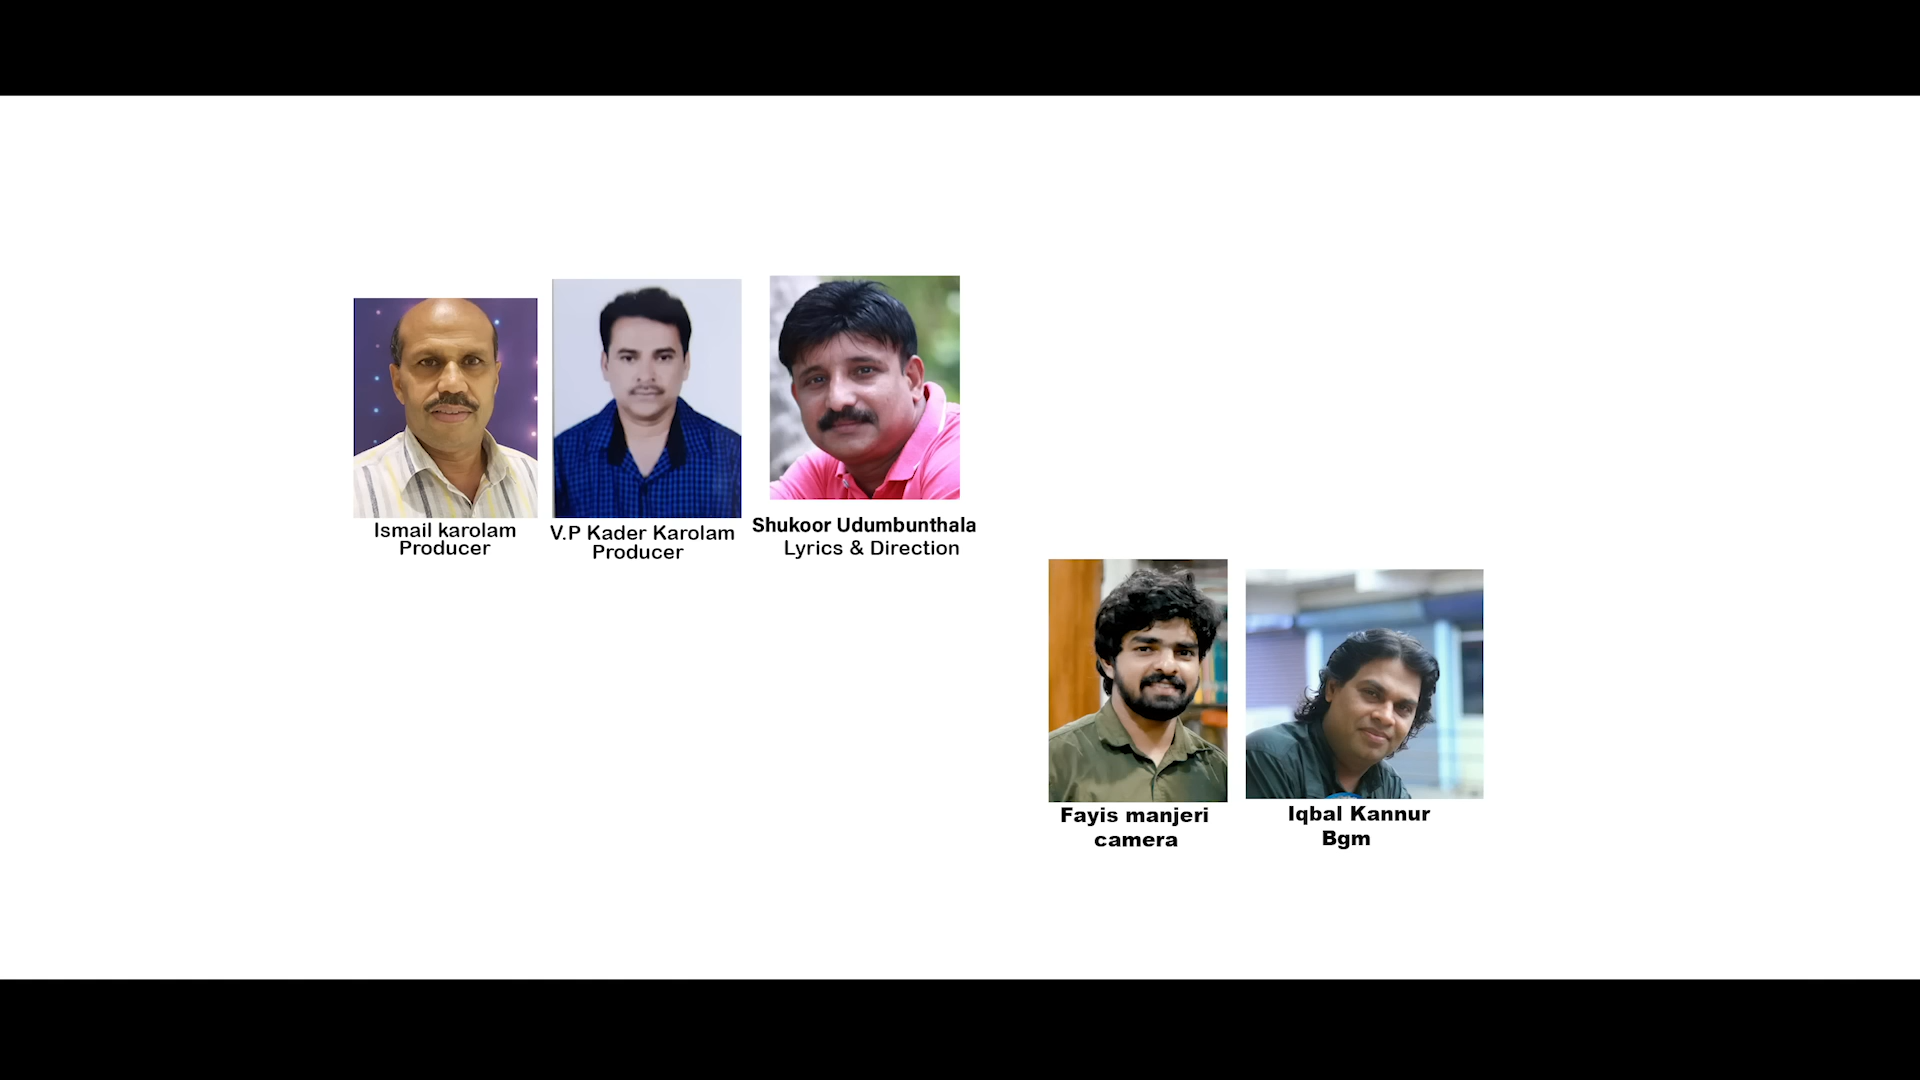 Ismail karolam
Producer
V.P Kader Karolam
Producer
Shukoor Udumbunthala
Lyrics & Direction
Fayis manjeri
camera
Iqbal Kannur
Bgm